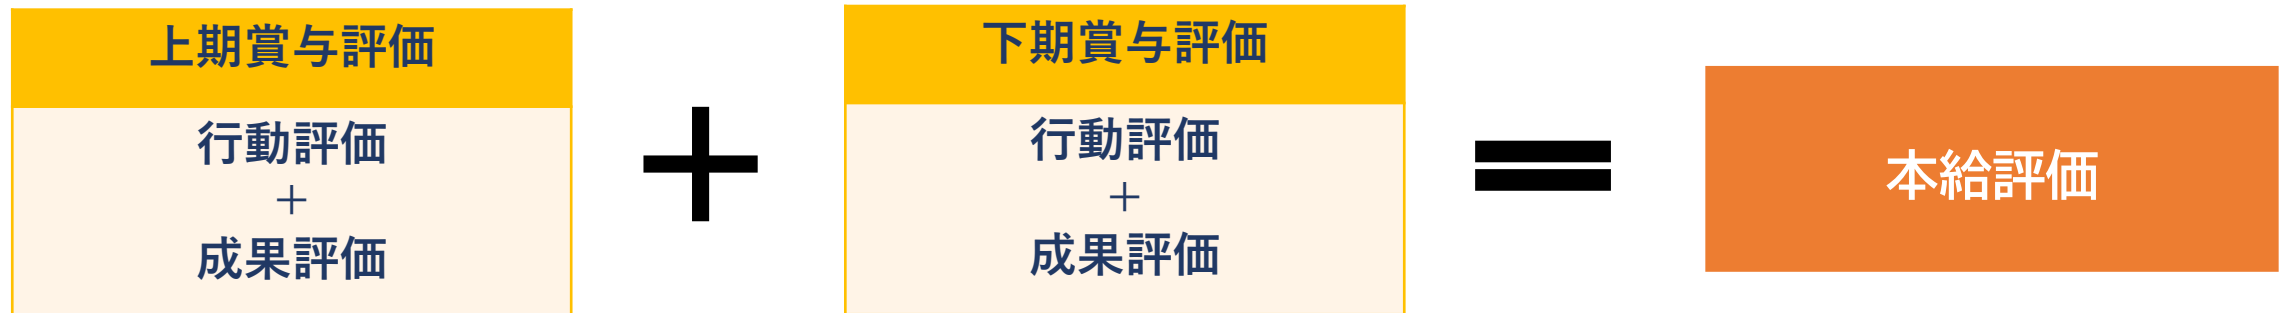 上期賞与評価
行動評価
+
成果評価
+
下期賞与評価
行動評価
+
成果評価
=
本給評価